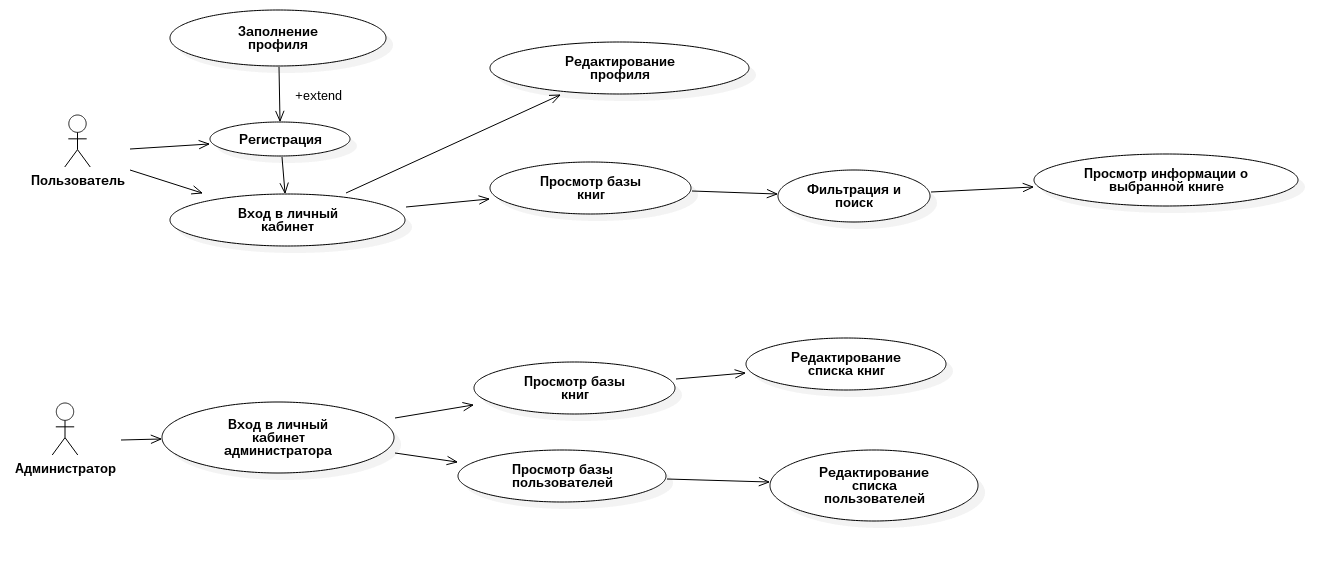 Заполнение
профиля
Редактирование
профиля
+extend
Регистрация
Пользователь
Вход в личный
кабинет
Просмотр базы
книг
Фильтрация и
поиск
Просмотр информации о
выбранной книге
Администратор
Вход в личный
кабинет
администратора
Просмотр базы
книг
Редактирование
списка книг
Просмотр базы
пользователей
Редактирование
списка
пользователей